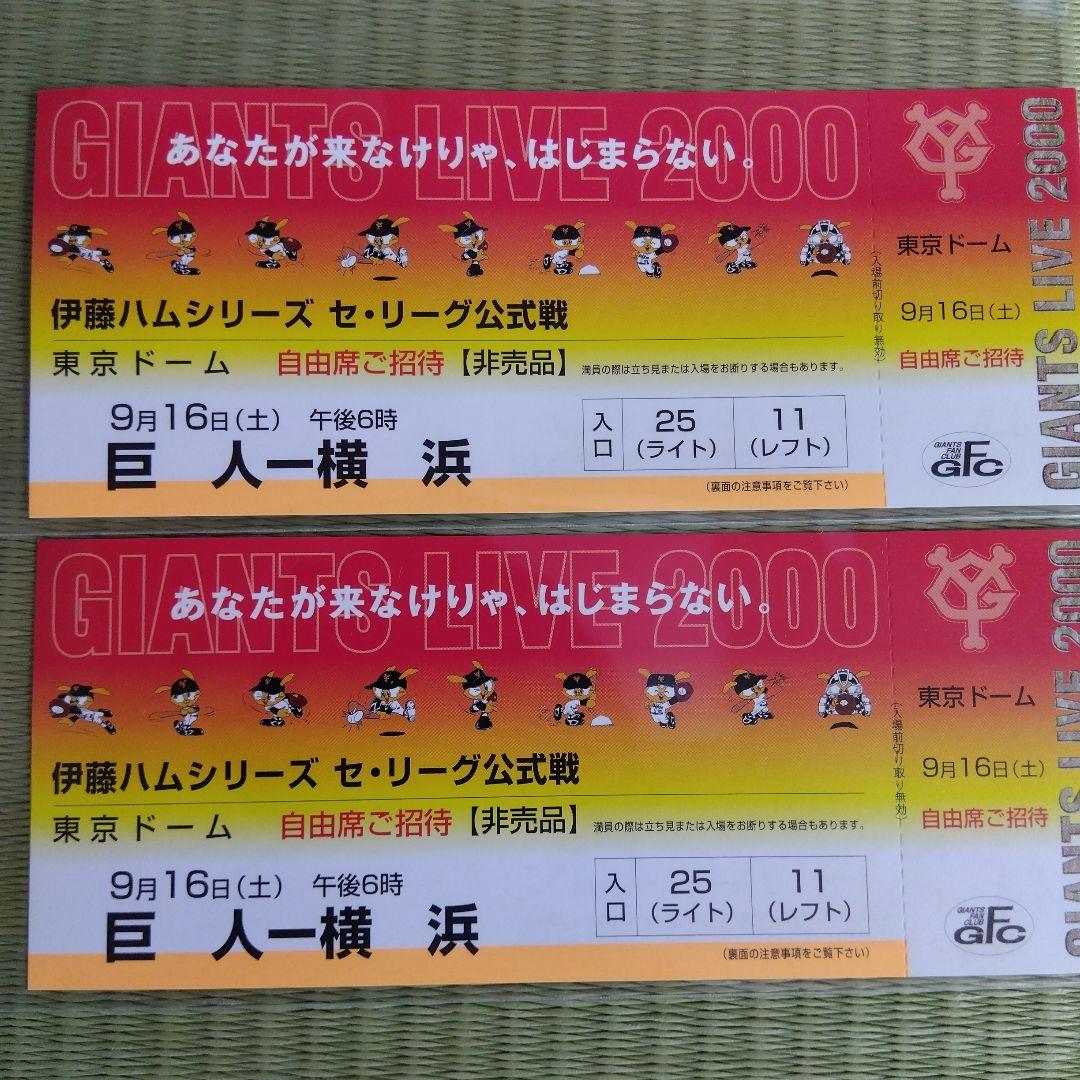 GIANTS LIVE 2000
あなたが来なけりゃ、はじまらない。
伊藤ハムシリーズ セ・リーグ公式戦
東京ドーム 自由席ご招待【非売品】 満員の際は立ち見または入場をお断りする場合もあります。
9月16日(土) 午後6時
巨人ー横浜
入口 25(ライト) 11(レフト)
(裏面の注意事項をご覧下さい)
(入場前切り取り無効)
東京ドーム
9月16日(土)
自由席ご招待
GIANTS FAN CLUB
GFC
GIANTS LIVE 2000
GIANTS LIVE 2000
あなたが来なけりゃ、はじまらない。
伊藤ハムシリーズ セ・リーグ公式戦
東京ドーム 自由席ご招待【非売品】 満員の際は立ち見または入場をお断りする場合もあります。
9月16日(土) 午後6時
巨人ー横浜
入口 25(ライト) 11(レフト)
(裏面の注意事項をご覧下さい)
(入場前切り取り無効)
東京ドーム
9月16日(土)
自由席ご招待
GIANTS FAN CLUB
GFC
GIANTS LIVE 2000